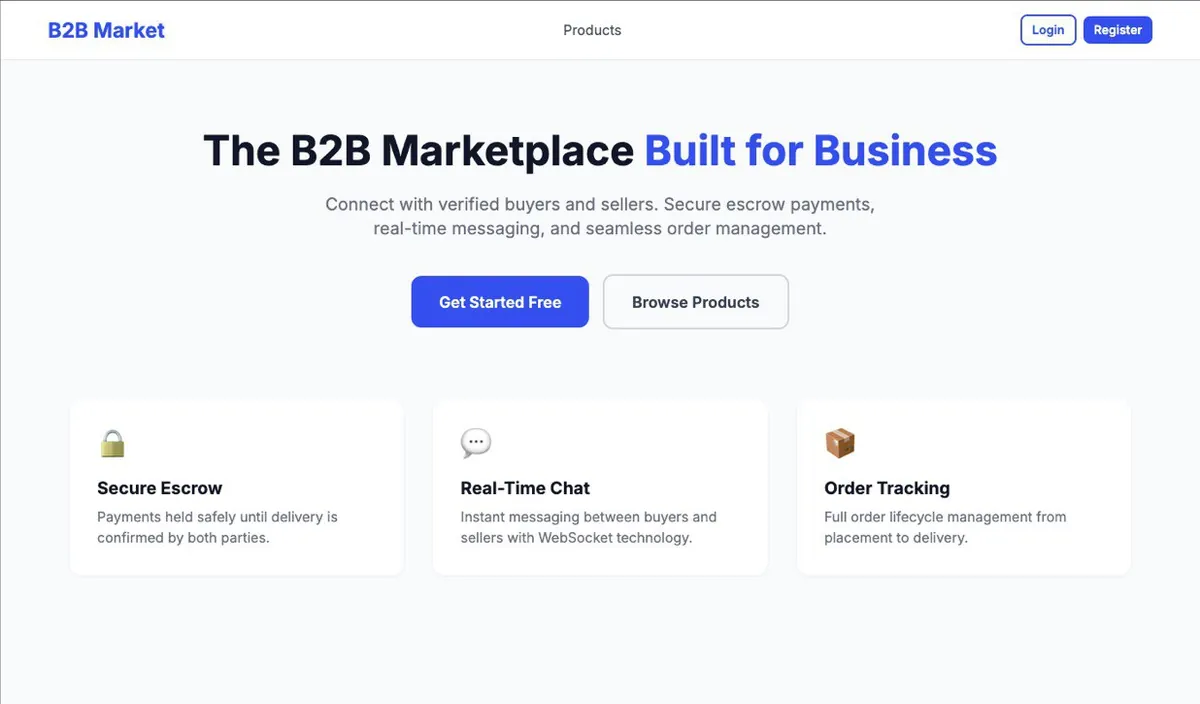 B2B Market
Products
Login
Register
The B2B Marketplace Built for Business
Connect with verified buyers and sellers. Secure escrow payments,
real-time messaging, and seamless order management.
Get Started Free
Browse Products
Secure Escrow
Payments held safely until delivery is
confirmed by both parties.
Real-Time Chat
Instant messaging between buyers and
sellers with WebSocket technology.
Order Tracking
Full order lifecycle management from
placement to delivery.